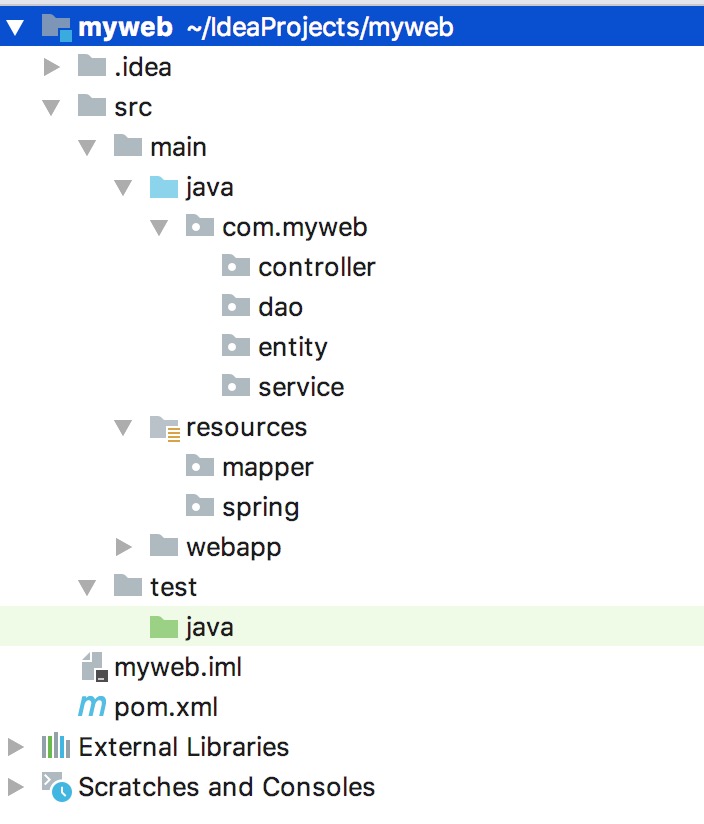 myweb ~/IdeaProjects/myweb
.idea
src
main
java
com.myweb
controller
dao
entity
service
resources
mapper
spring
webapp
test
java
myweb.iml
pom.xml
External Libraries
Scratches and Consoles